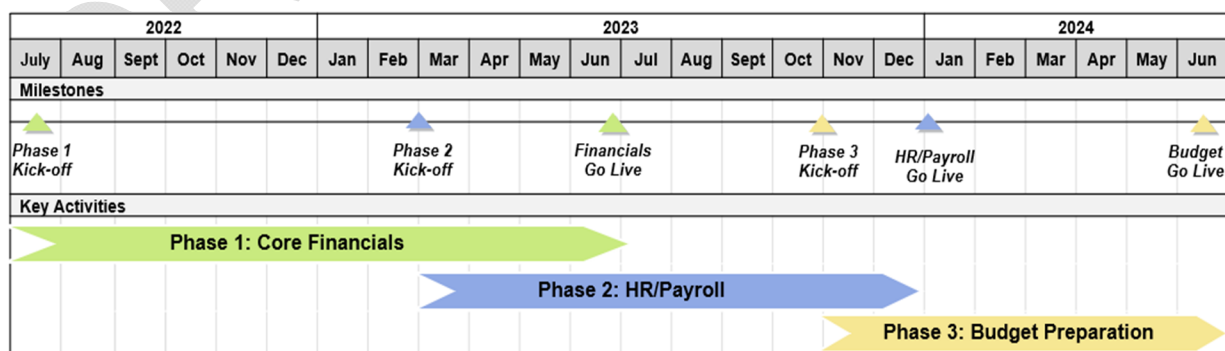 2022 2023 2024
July Aug Sept Oct Nov Dec Jan Feb Mar Apr May Jun Jul Aug Sept Oct Nov Dec Jan Feb Mar Apr May Jun
Milestones
Phase 1 Phase 2 Financials Phase 3 HR/Payroll Budget
Kick-off Kick-off Go Live Kick-off Go Live Go Live
Key Activities
Phase 1: Core Financials
Phase 2: HR/Payroll
Phase 3: Budget Preparation